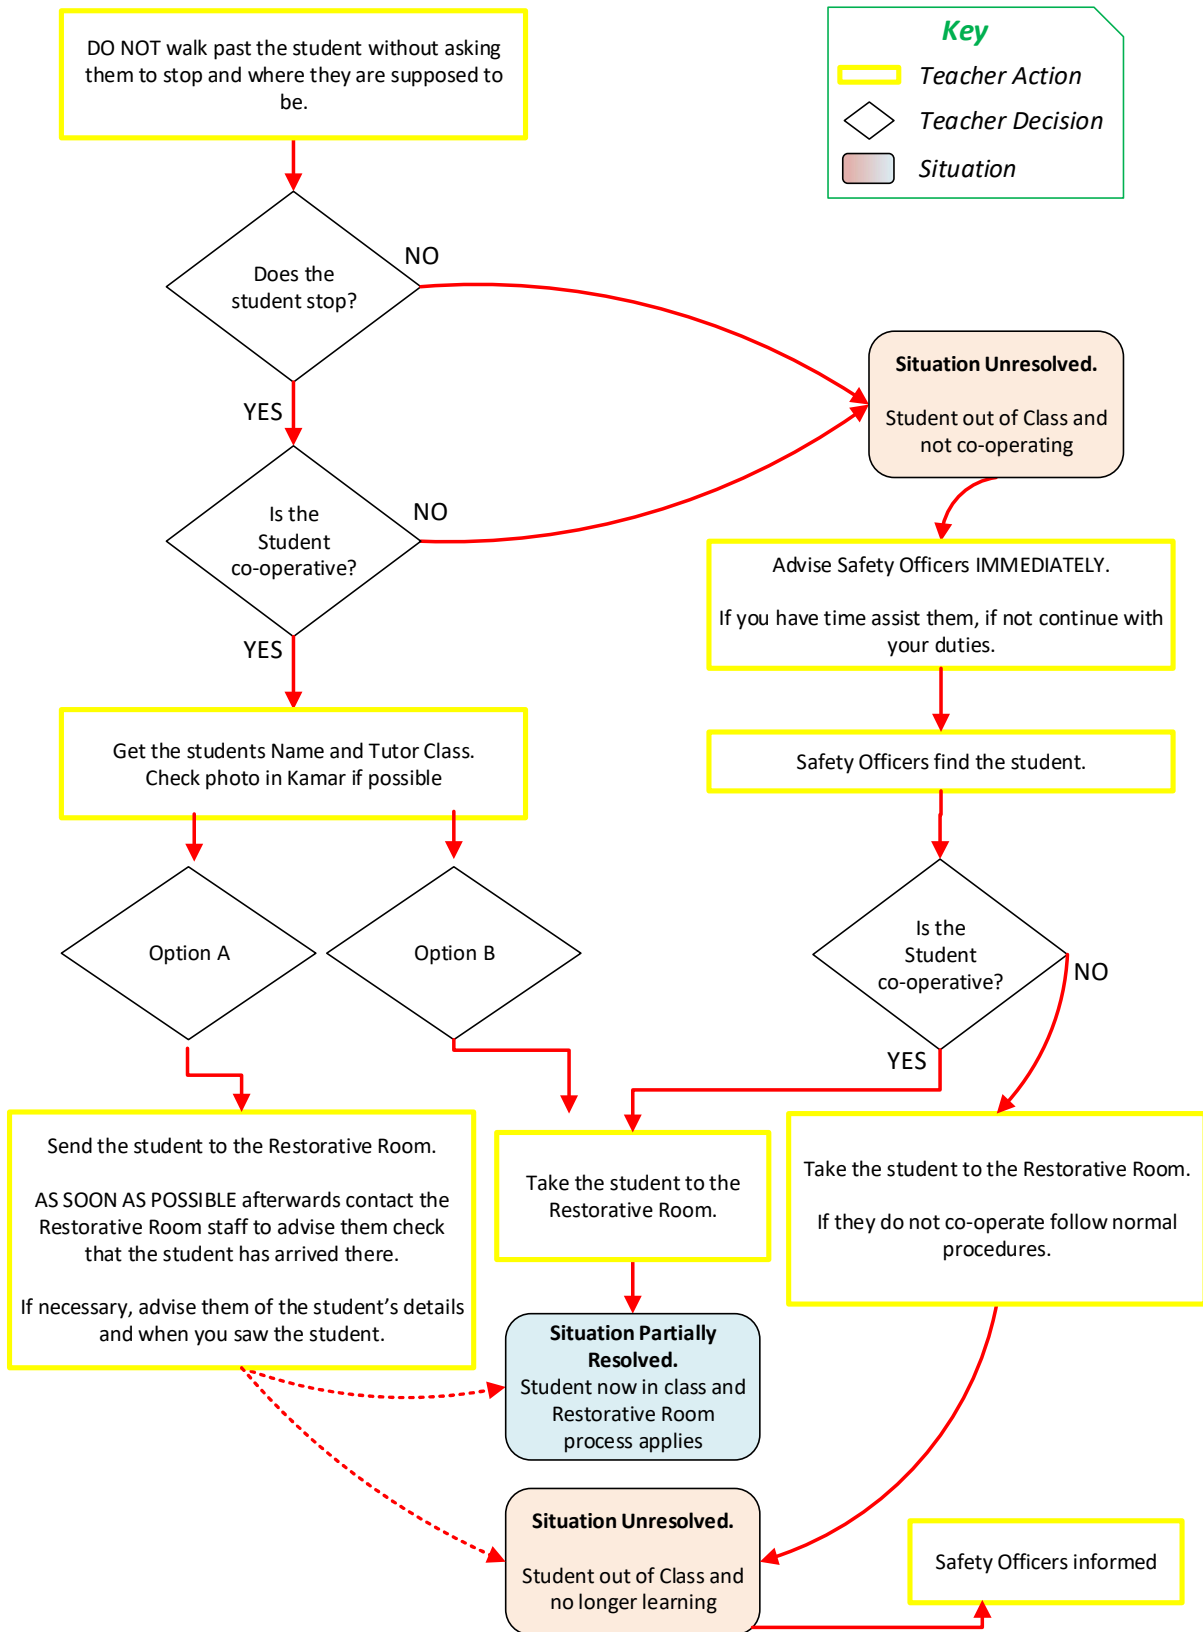 DO NOT walk past the student without asking
them to stop and where they are supposed to
be.
Key
Teacher Action
Teacher Decision
Situation
Does the
student stop?
NO
YES
Situation Unresolved.
Student out of Class and
not co-operating
Is the
Student
co-operative?
NO
YES
Advise Safety Officers IMMEDIATELY.
If you have time assist them, if not continue with
your duties.
Get the students Name and Tutor Class.
Check photo in Kamar if possible
Safety Officers find the student.
Option A
Option B
Is the
Student
co-operative?
NO
YES
Send the student to the Restorative Room.
AS SOON AS POSSIBLE afterwards contact the
Restorative Room staff to advise them check
that the student has arrived there.
If necessary, advise them of the student’s details
and when you saw the student.
Take the student to the
Restorative Room.
Take the student to the Restorative Room.
If they do not co-operate follow normal
procedures.
Situation Partially
Resolved.
Student now in class and
Restorative Room
process applies
Situation Unresolved.
Student out of Class and
no longer learning
Safety Officers informed